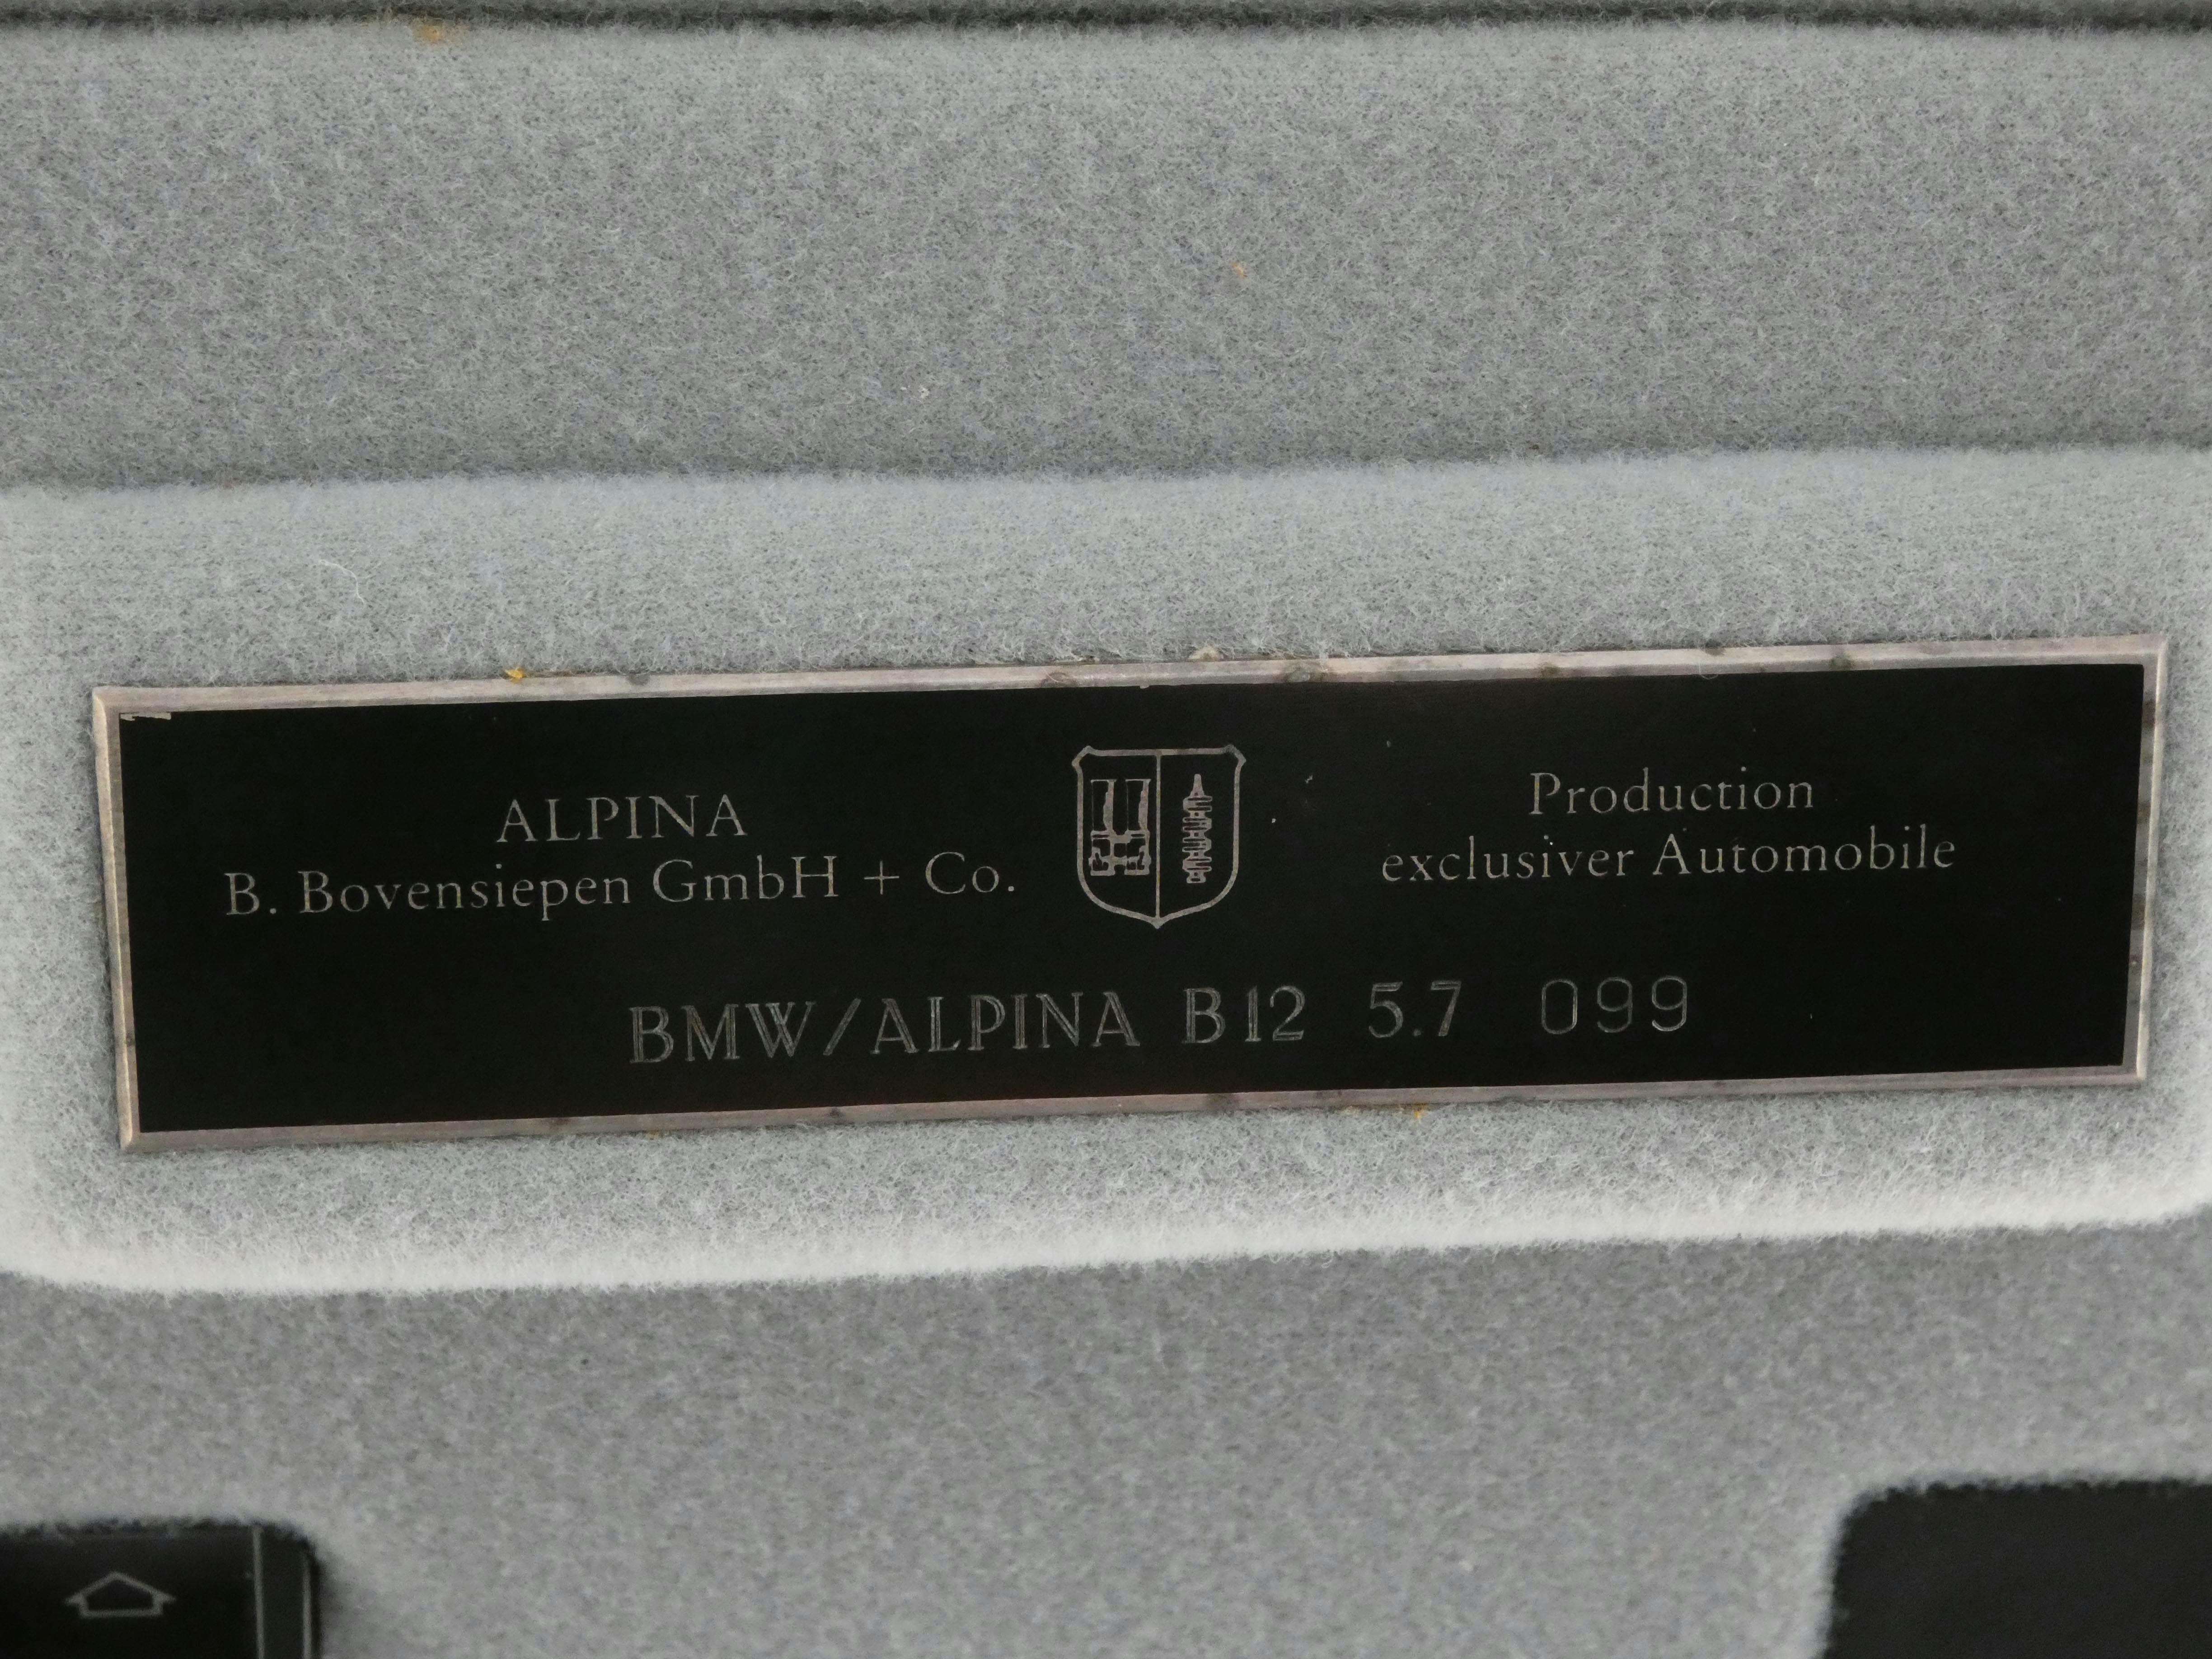 ALPINA
B. Bovensiepen GmbH + Co.
Production
exclusiver Automobile
BMW/ALPINA B12 5.7 099